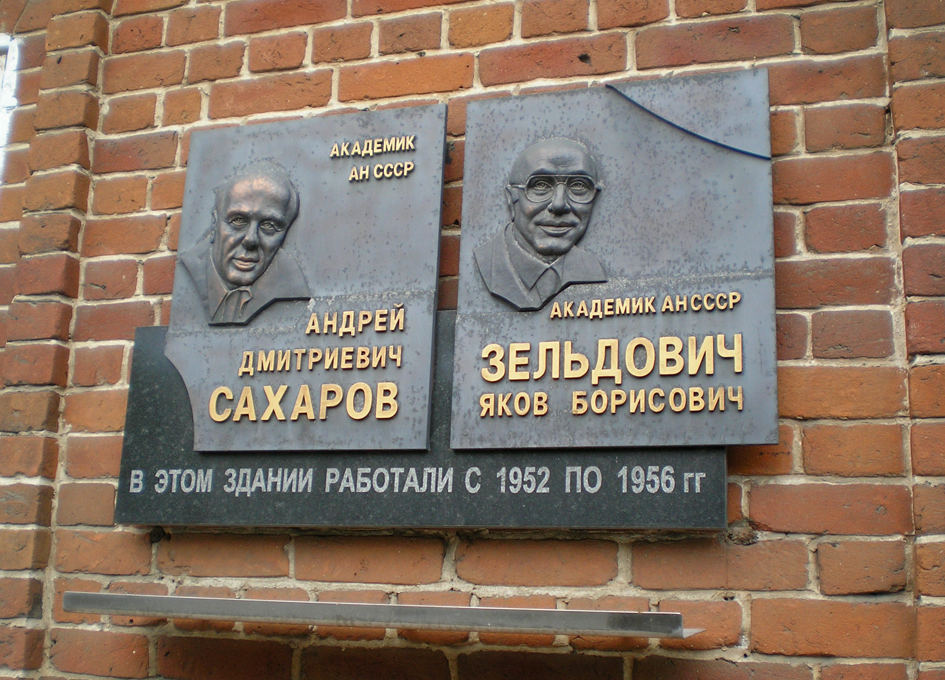 АКАДЕМИК
АН СССР
АНДРЕЙ
ДМИТРИЕВИЧ
САХАРОВ
АКАДЕМИК АН СССР
ЗЕЛЬДОВИЧ
ЯКОВ БОРИСОВИЧ
В ЭТОМ ЗДАНИИ РАБОТАЛИ С 1952 ПО 1956 гг